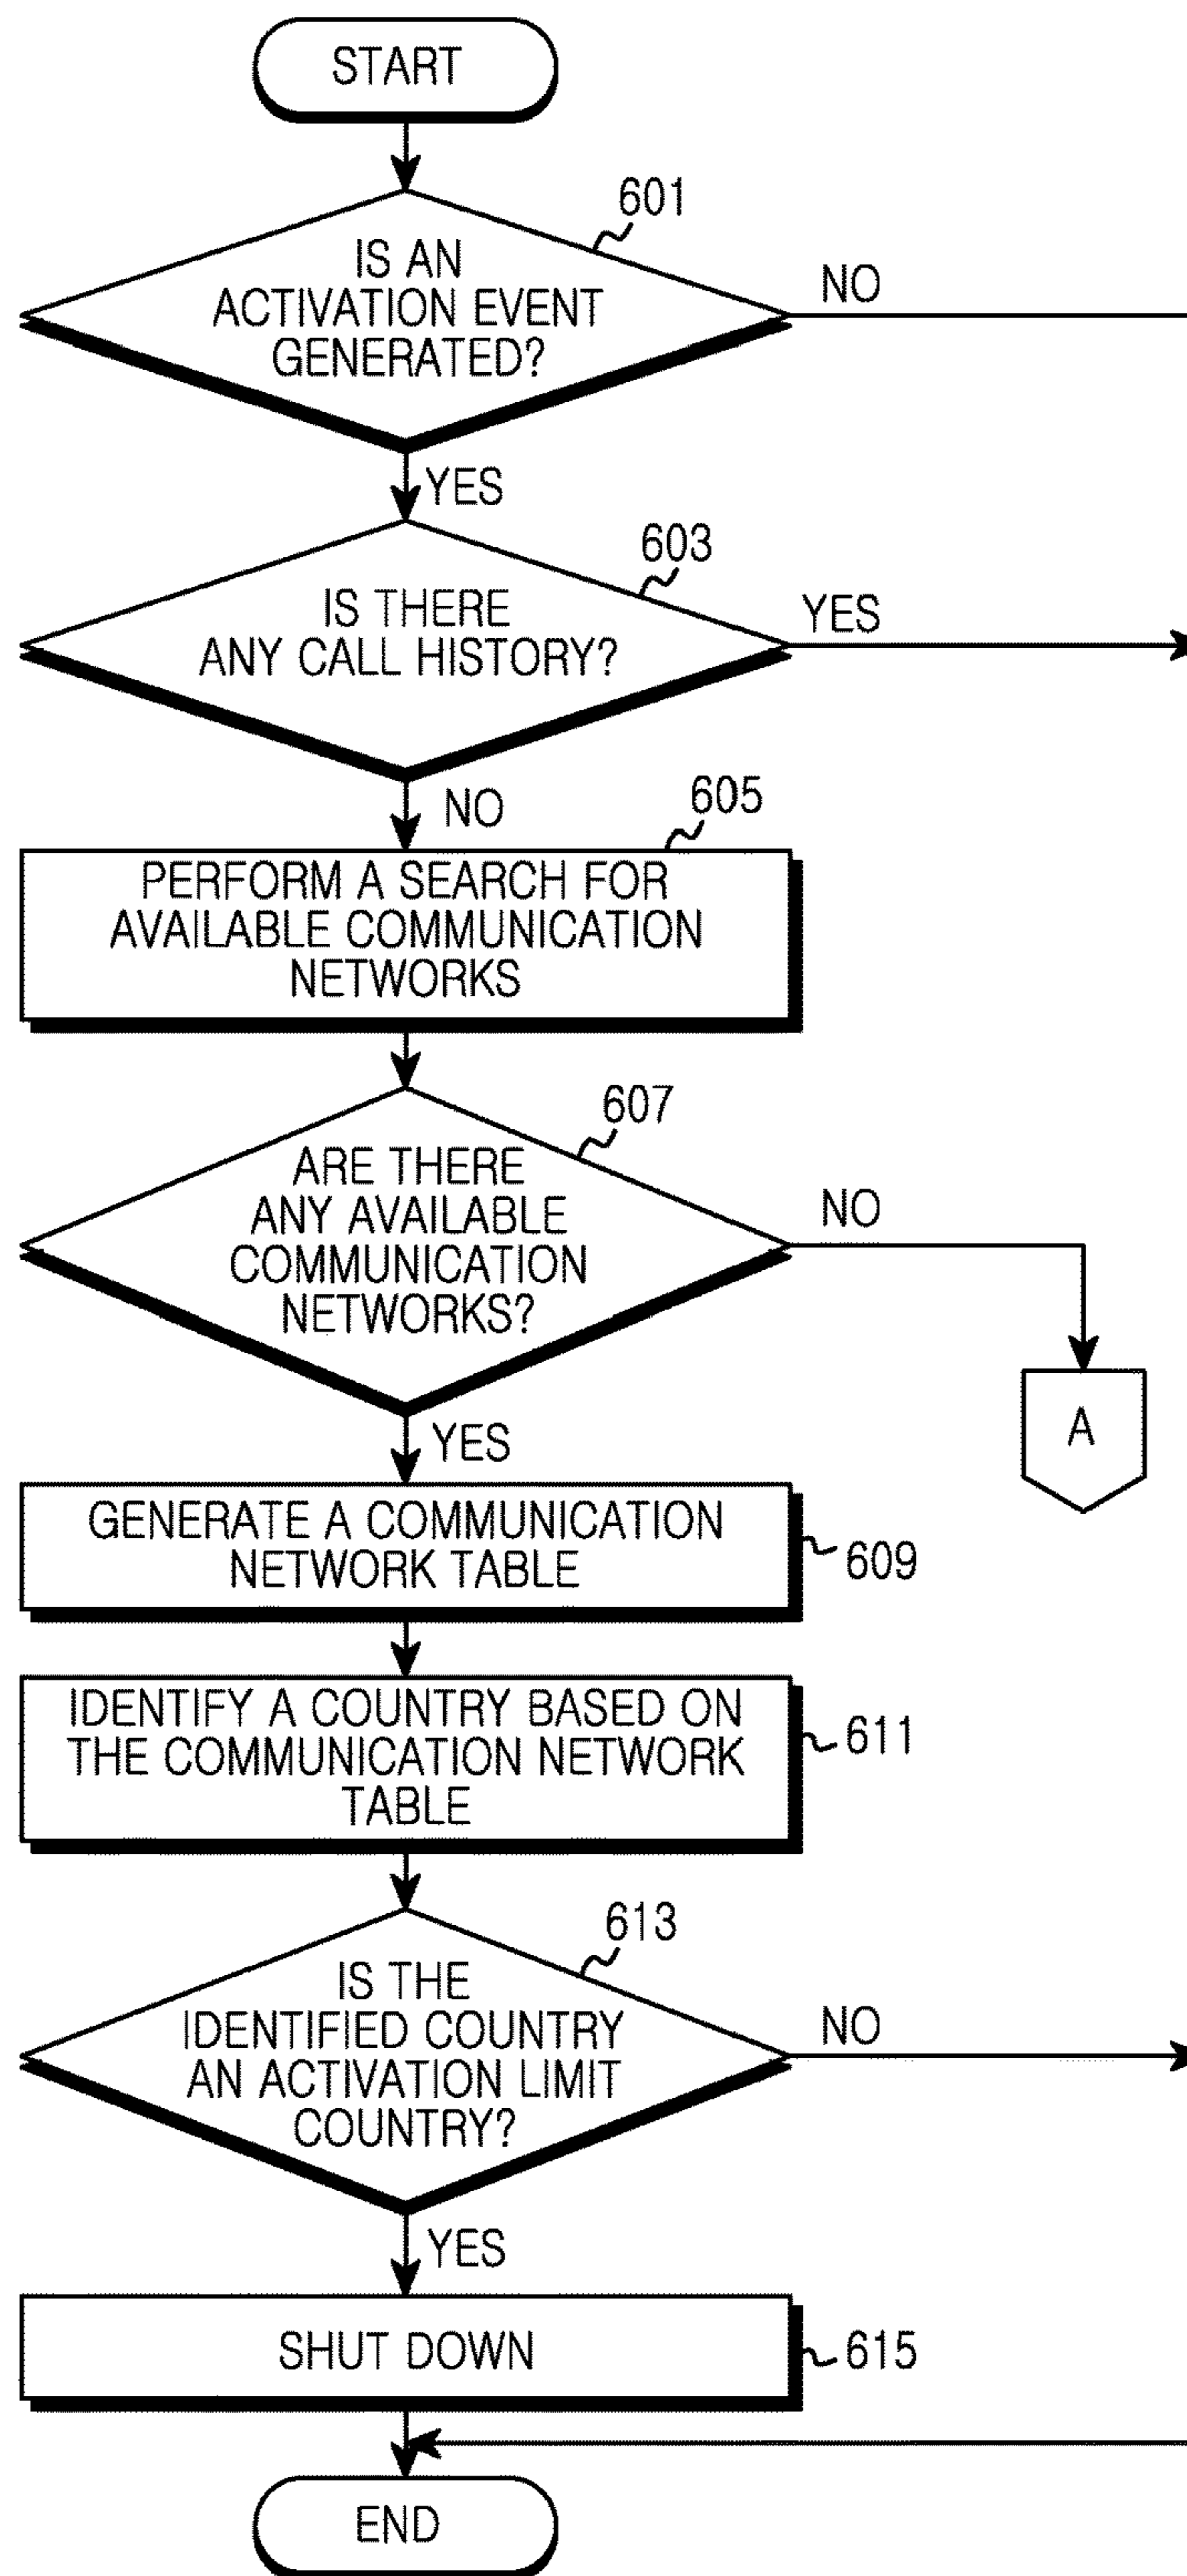 START
601
IS AN
ACTIVATION EVENT
GENERATED?
NO
YES
603
IS THERE
ANY CALL HISTORY?
YES
NO
605
PERFORM A SEARCH FOR
AVAILABLE COMMUNICATION
NETWORKS
607
ARE THERE
ANY AVAILABLE
COMMUNICATION
NETWORKS?
NO
A
YES
GENERATE A COMMUNICATION
NETWORK TABLE
609
IDENTIFY A COUNTRY BASED ON
THE COMMUNICATION NETWORK
TABLE
611
613
IS THE
IDENTIFIED COUNTRY
AN ACTIVATION LIMIT
COUNTRY?
NO
YES
SHUT DOWN
615
END